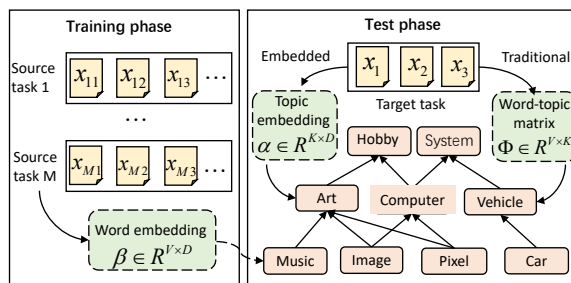 Training phase
Source
task 1
x11 x12 x13 ...
...
Source
task M
xM1 xM2 xM3 ...
Word embedding
β ∈ R^{V×D}
Test phase
Embedded
x1 x2 x3
Traditional
Target task
Topic
embedding
α ∈ R^{K×D}
Word-topic
matrix
Φ ∈ R^{V×K}
Hobby System
Art Computer Vehicle
Music Image Pixel Car